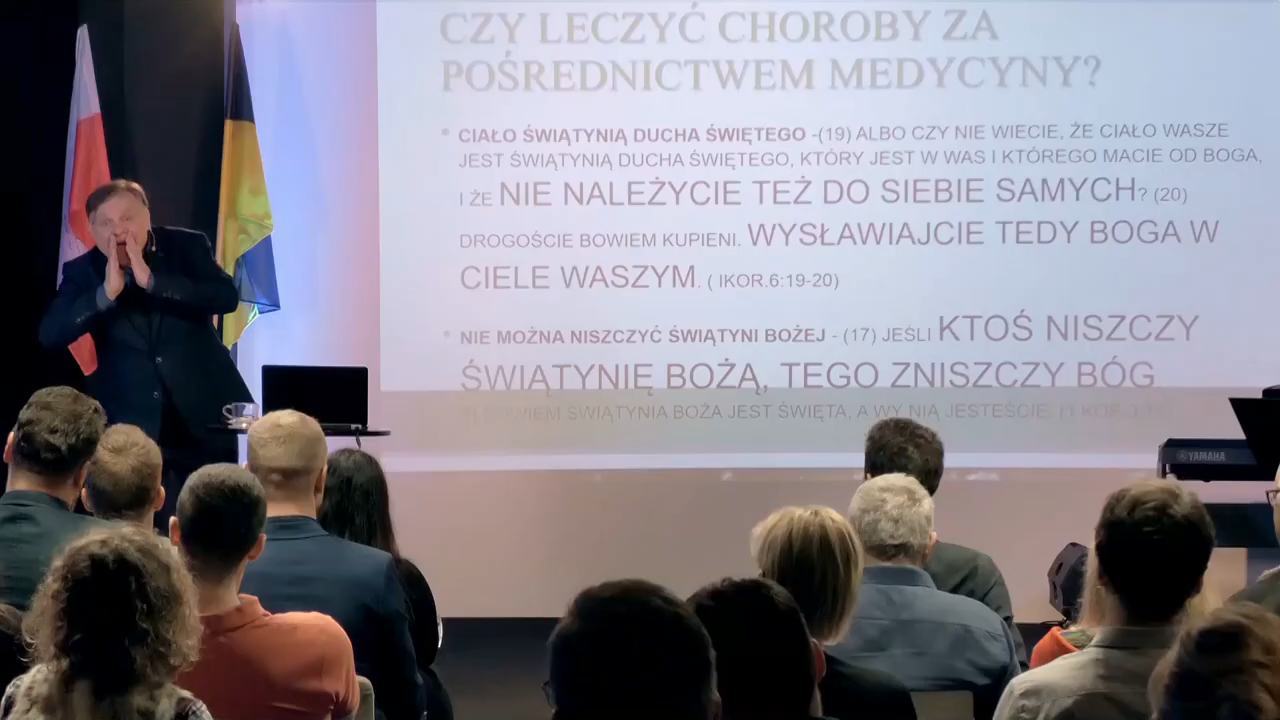 CZY LECZYĆ CHOROBY ZA
POŚREDNICTWEM MEDYCYNY?
• CIAŁO ŚWIĄTYNIĄ DUCHA ŚWIĘTEGO -(19) ALBO CZY NIE WIECIE, ŻE CIAŁO WASZE
JEST ŚWIĄTYNIĄ DUCHA ŚWIĘTEGO, KTÓRY JEST W WAS I KTÓREGO MACIE OD BOGA,
I ŻE NIE NALEŻYCIE TEŻ DO SIEBIE SAMYCH? (20)
DROGOŚCIE BOWIEM KUPIENI. WYSŁAWIAJCIE TEDY BOGA W
CIELE WASZYM. ( IKOR.6:19-20)
• NIE MOŻNA NISZCZYĆ ŚWIĄTYNI BOŻEJ - (17) JEŚLI KTOŚ NISZCZY
ŚWIĄTYNIĘ BOŻĄ, TEGO ZNISZCZY BÓG
ŚWIĄTYNIA BOŻA JEST ŚWIĘTA, A WY NIĄ JESTEŚCIE.
YAMAHA